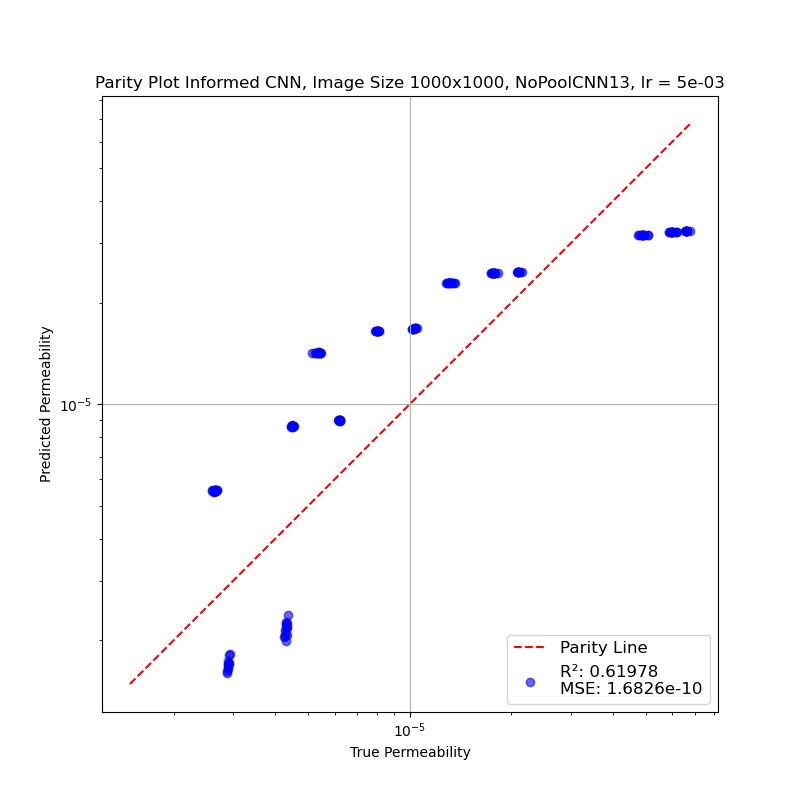 Parity Plot Informed CNN, Image Size 1000x1000, NoPoolCNN13, lr = 5e-03
Predicted Permeability
10⁻⁵
Parity Line
R²: 0.61978
MSE: 1.6826e-10
10⁻⁵
True Permeability